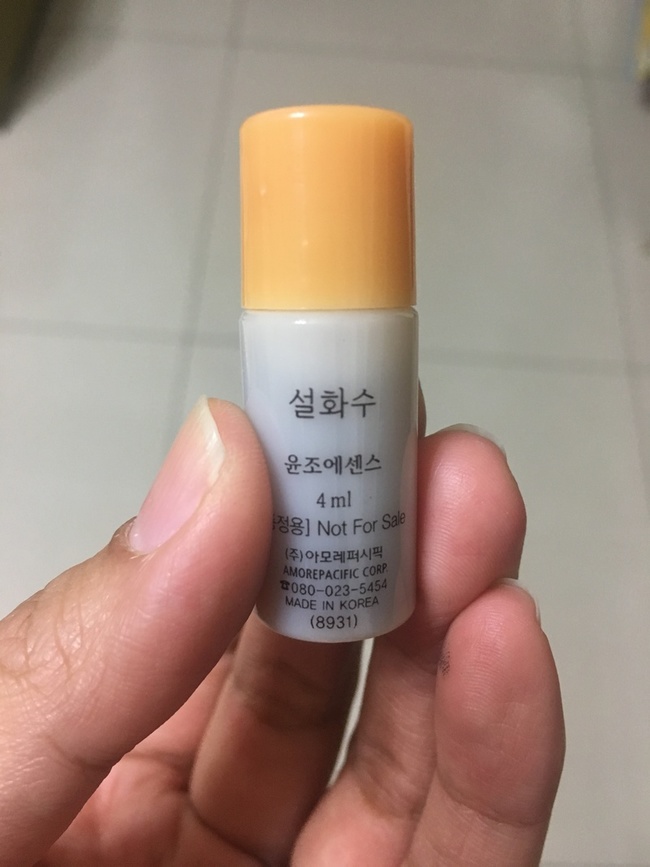 설화수
윤조에센스
4 ml
정용] Not For Sale
(주)아모레퍼시픽
AMOREPACIFIC CORP.
☎080-023-5454
MADE IN KOREA
(8931)